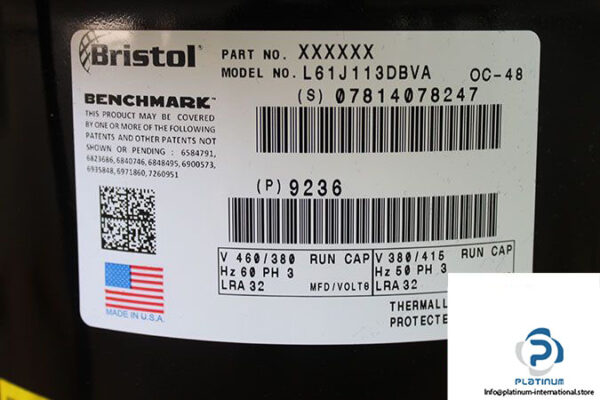 Bristol
PART NO. XXXXXX
MODEL NO. L61J113DBVA OC-48
(S) 07814078247
BENCHMARK™
THIS PRODUCT MAY BE COVERED
BY ONE OR MORE OF THE FOLLOWING
PATENTS AND OTHER PATENTS NOT
SHOWN OR PENDING : 6584791,
6823686, 6840746, 6848495, 6900573,
6935848, 6971860, 7260951
(P) 9236
V 460/380 RUN CAP
Hz 60 PH 3
LRA 32 MFD/VOLT
V 380/415 RUN CAP
Hz 50 PH 3
LRA 32
THERMALL
PROTECTE
MADE IN U.S.A.
PLATINUM
Info@platinum-international.store